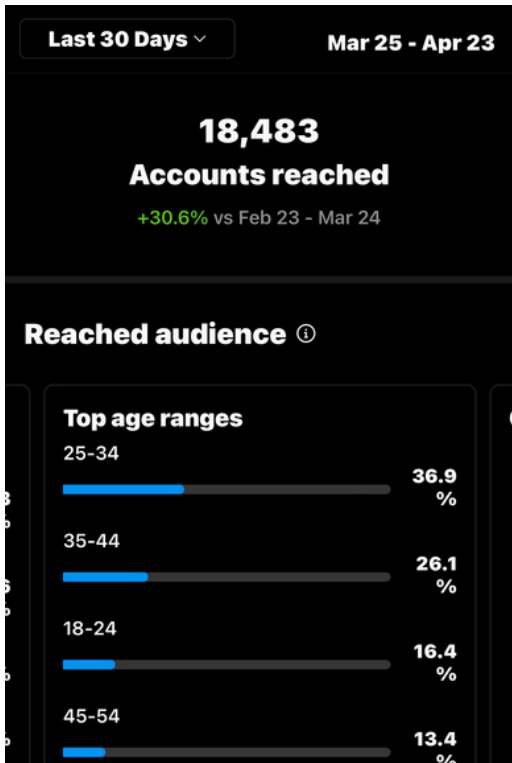 Last 30 Days
Mar 25 - Apr 23
18,483
Accounts reached
+30.6% vs Feb 23 - Mar 24
Reached audience
Top age ranges
25-34
36.9
%
35-44
26.1
%
18-24
16.4
%
45-54
13.4
%